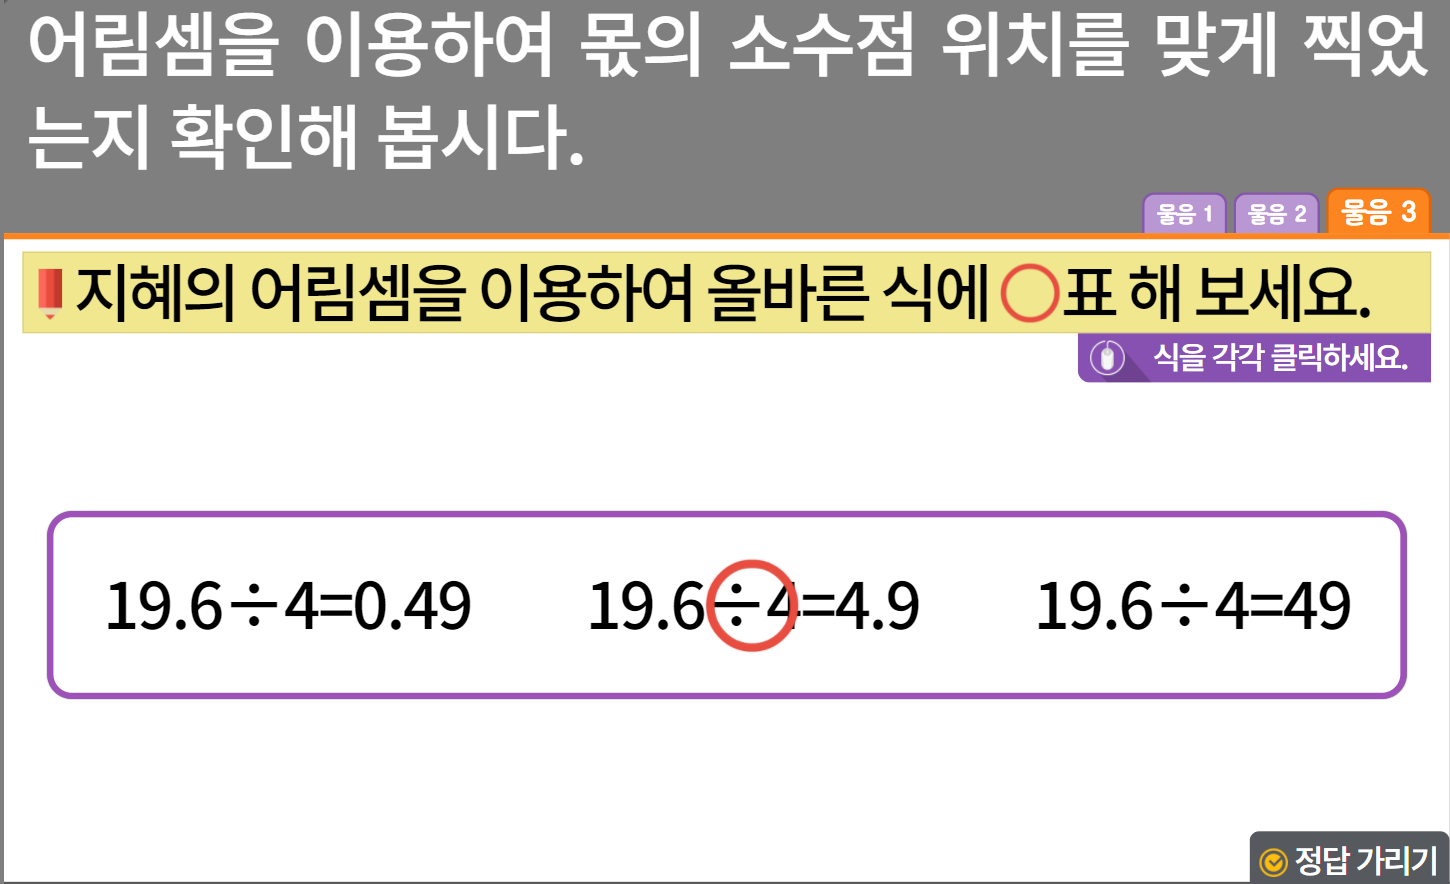 어림셈을 이용하여 몫의 소수점 위치를 맞게 찍었
는지 확인해 봅시다.
물음 1 물음 2 물음 3
지혜의 어림셈을 이용하여 올바른 식에 ○표 해 보세요.
식을 각각 클릭하세요.
19.6÷4=0.49 19.6÷4=4.9 19.6÷4=49
정답 가리기